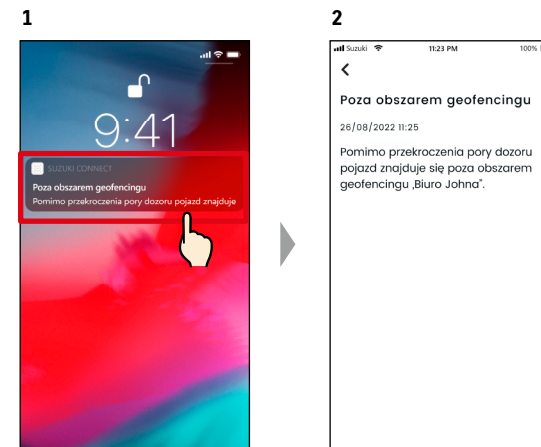 1
9:41
SUZUKI CONNECT
Poza obszarem geofencingu
Pomimo przekroczenia pory dozoru pojazd znajduje
2
Suzuki 11:23 PM 100%
Poza obszarem geofencingu
26/08/2022 11:25
Pomimo przekroczenia pory dozoru
pojazd znajduje się poza obszarem
geofencingu „Biuro Johna”.